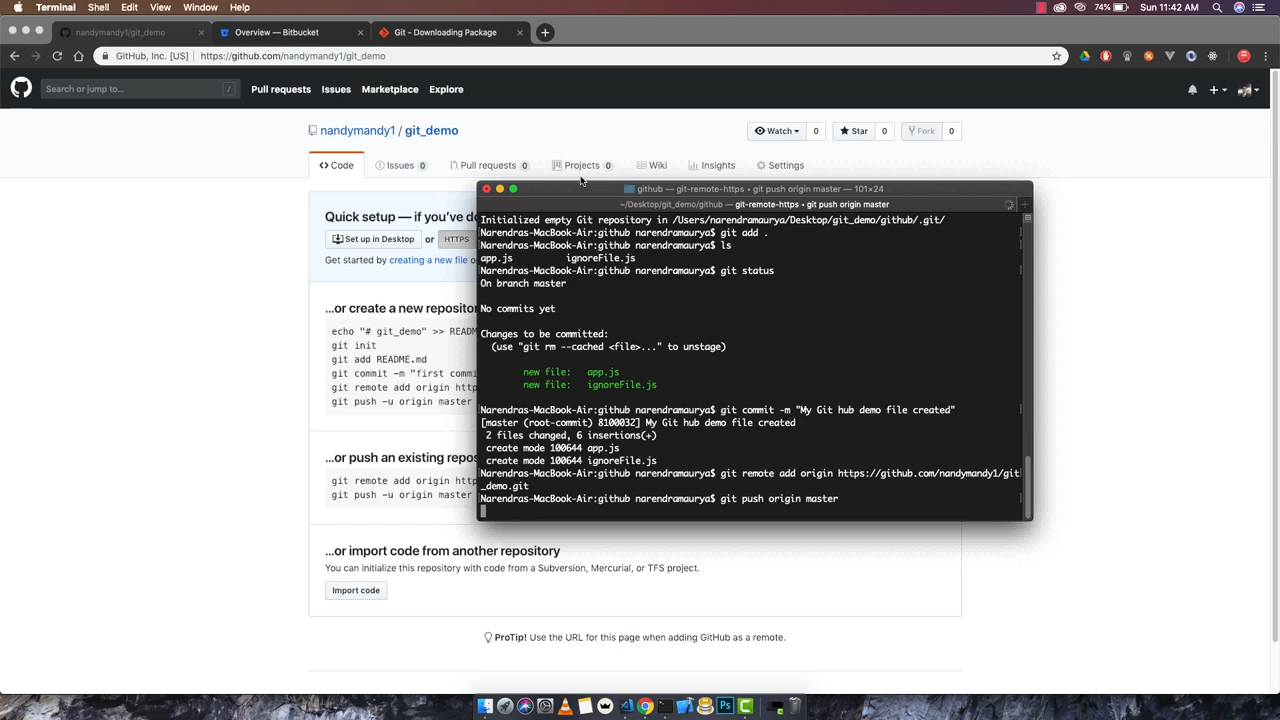 Terminal Shell Edit View Window Help 74% Sun 11:42 AM
nandymandy1/git_demo × Overview — Bitbucket × Git - Downloading Package ×
GitHub, Inc. [US] https://github.com/nandymandy1/git_demo
Search or jump to... / Pull requests Issues Marketplace Explore
nandymandy1 / git_demo Watch 0 Star 0 Fork 0
Code Issues 0 Pull requests 0 Projects 0 Wiki Insights Settings
Quick setup — if you've d
Set up in Desktop or HTTPS
Get started by creating a new file o
…or create a new reposito
echo "# git_demo" >> READM
git init
git add README.md
git commit -m "first commi
git remote add origin http
git push -u origin master
…or push an existing repos
git remote add origin http
git push -u origin master
…or import code from another repository
You can initialize this repository with code from a Subversion, Mercurial, or TFS project.
Import code
ProTip! Use the URL for this page when adding GitHub as a remote.
github — git-remote-https ◂ git push origin master — 101×24
~/Desktop/git_demo/github — git-remote-https ◂ git push origin master
Initialized empty Git repository in /Users/narendramaurya/Desktop/git_demo/github/.git/
Narendras-MacBook-Air:github narendramaurya$ git add .
Narendras-MacBook-Air:github narendramaurya$ ls
app.js ignoreFile.js
Narendras-MacBook-Air:github narendramaurya$ git status
On branch master
No commits yet
Changes to be committed:
(use "git rm --cached <file>..." to unstage)
new file: app.js
new file: ignoreFile.js
Narendras-MacBook-Air:github narendramaurya$ git commit -m "My Git hub demo file created"
[master (root-commit) 8100032] My Git hub demo file created
2 files changed, 6 insertions(+)
create mode 100644 app.js
create mode 100644 ignoreFile.js
Narendras-MacBook-Air:github narendramaurya$ git remote add origin https://github.com/nandymandy1/git
_demo.git
Narendras-MacBook-Air:github narendramaurya$ git push origin master
Ps